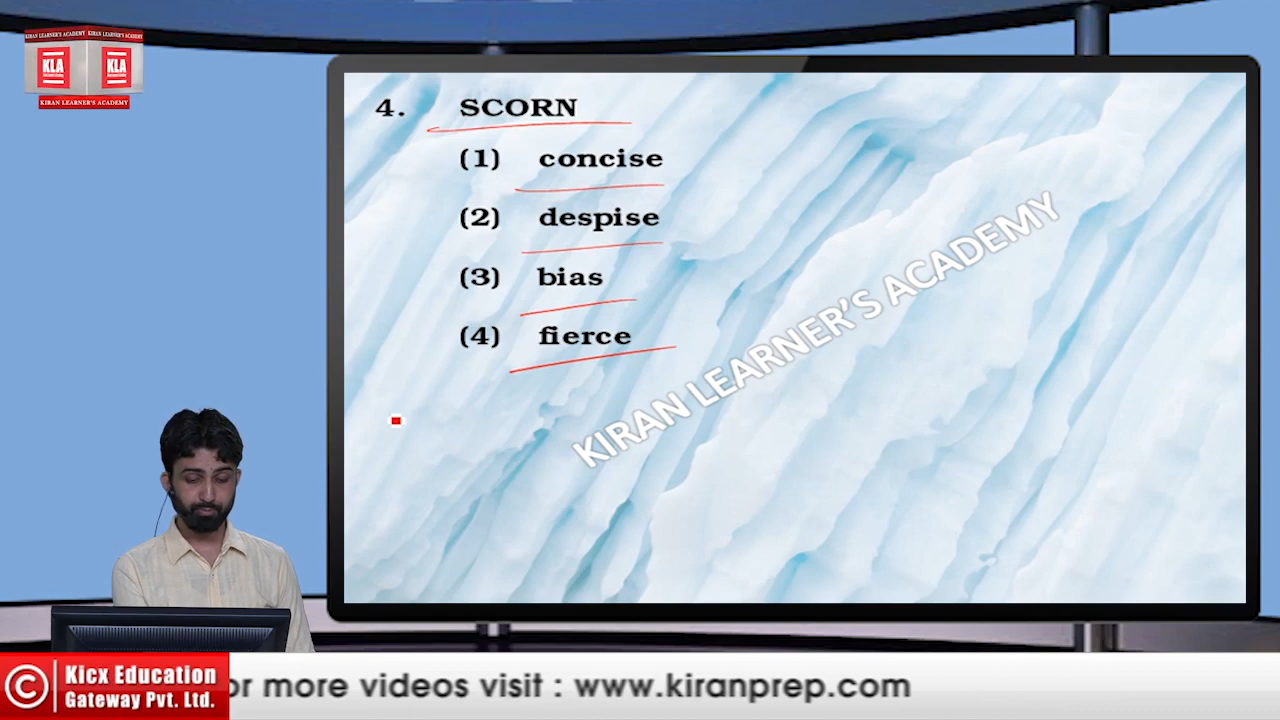 KIRAN LEARNER'S ACADEMY KIRAN LEARNER'S ACADEMY
KLA KLA
KIRAN LEARNER'S ACADEMY
4. SCORN
(1) concise
(2) despise
(3) bias
(4) fierce
KIRAN LEARNER'S ACADEMY
© Kicx Education
Gateway Pvt. Ltd.
or more videos visit : www.kiranprep.com